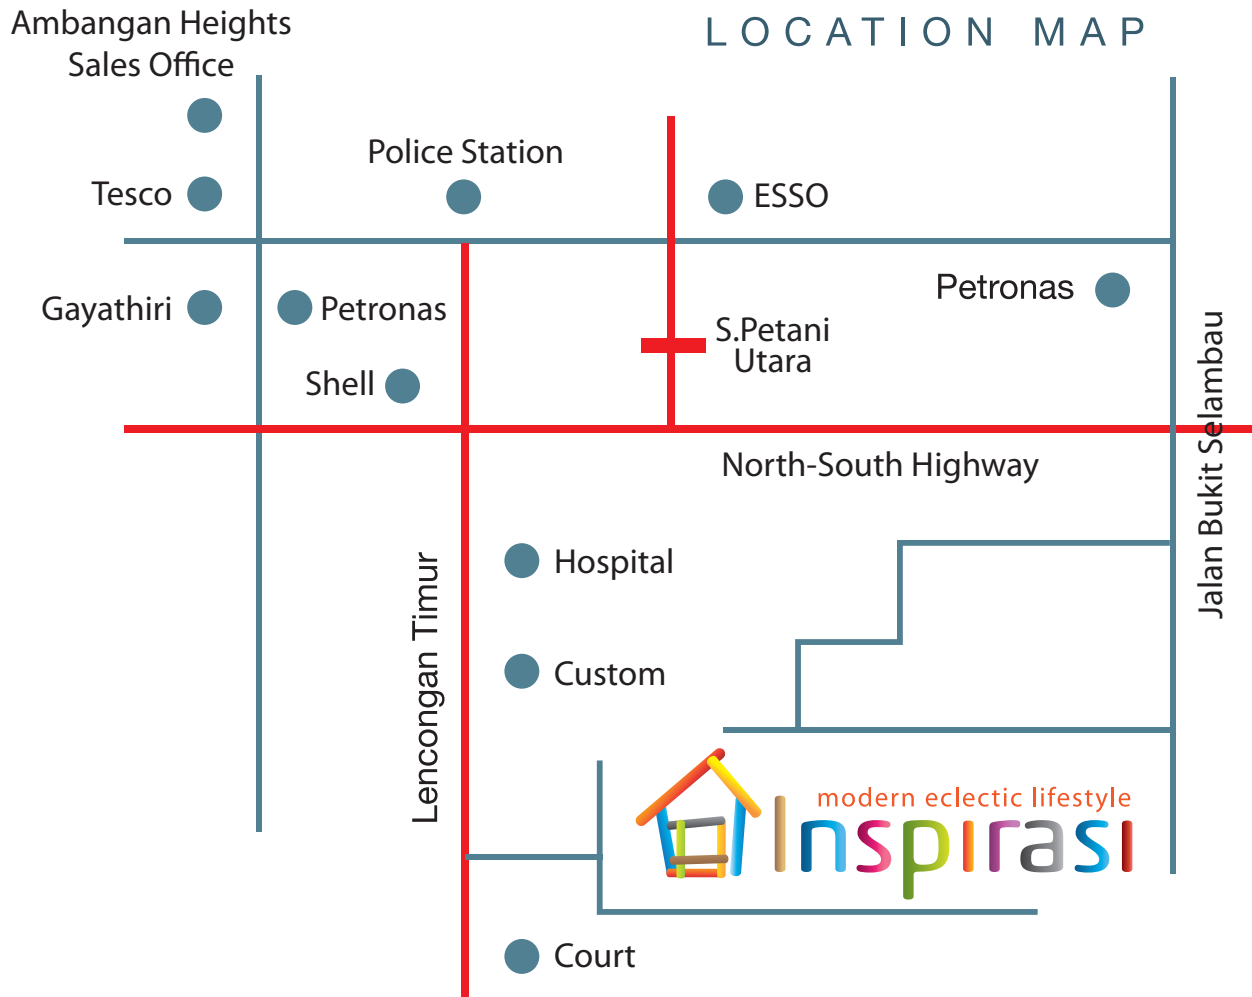 Ambangan Heights
Sales Office
LOCATION MAP
Police Station
Tesco
ESSO
Gayathiri
Petronas
Petronas
S.Petani
Utara
Shell
North-South Highway
Jalan Bukit Selambau
Hospital
Lencongan Timur
Custom
modern eclectic lifestyle
Inspirasi
Court